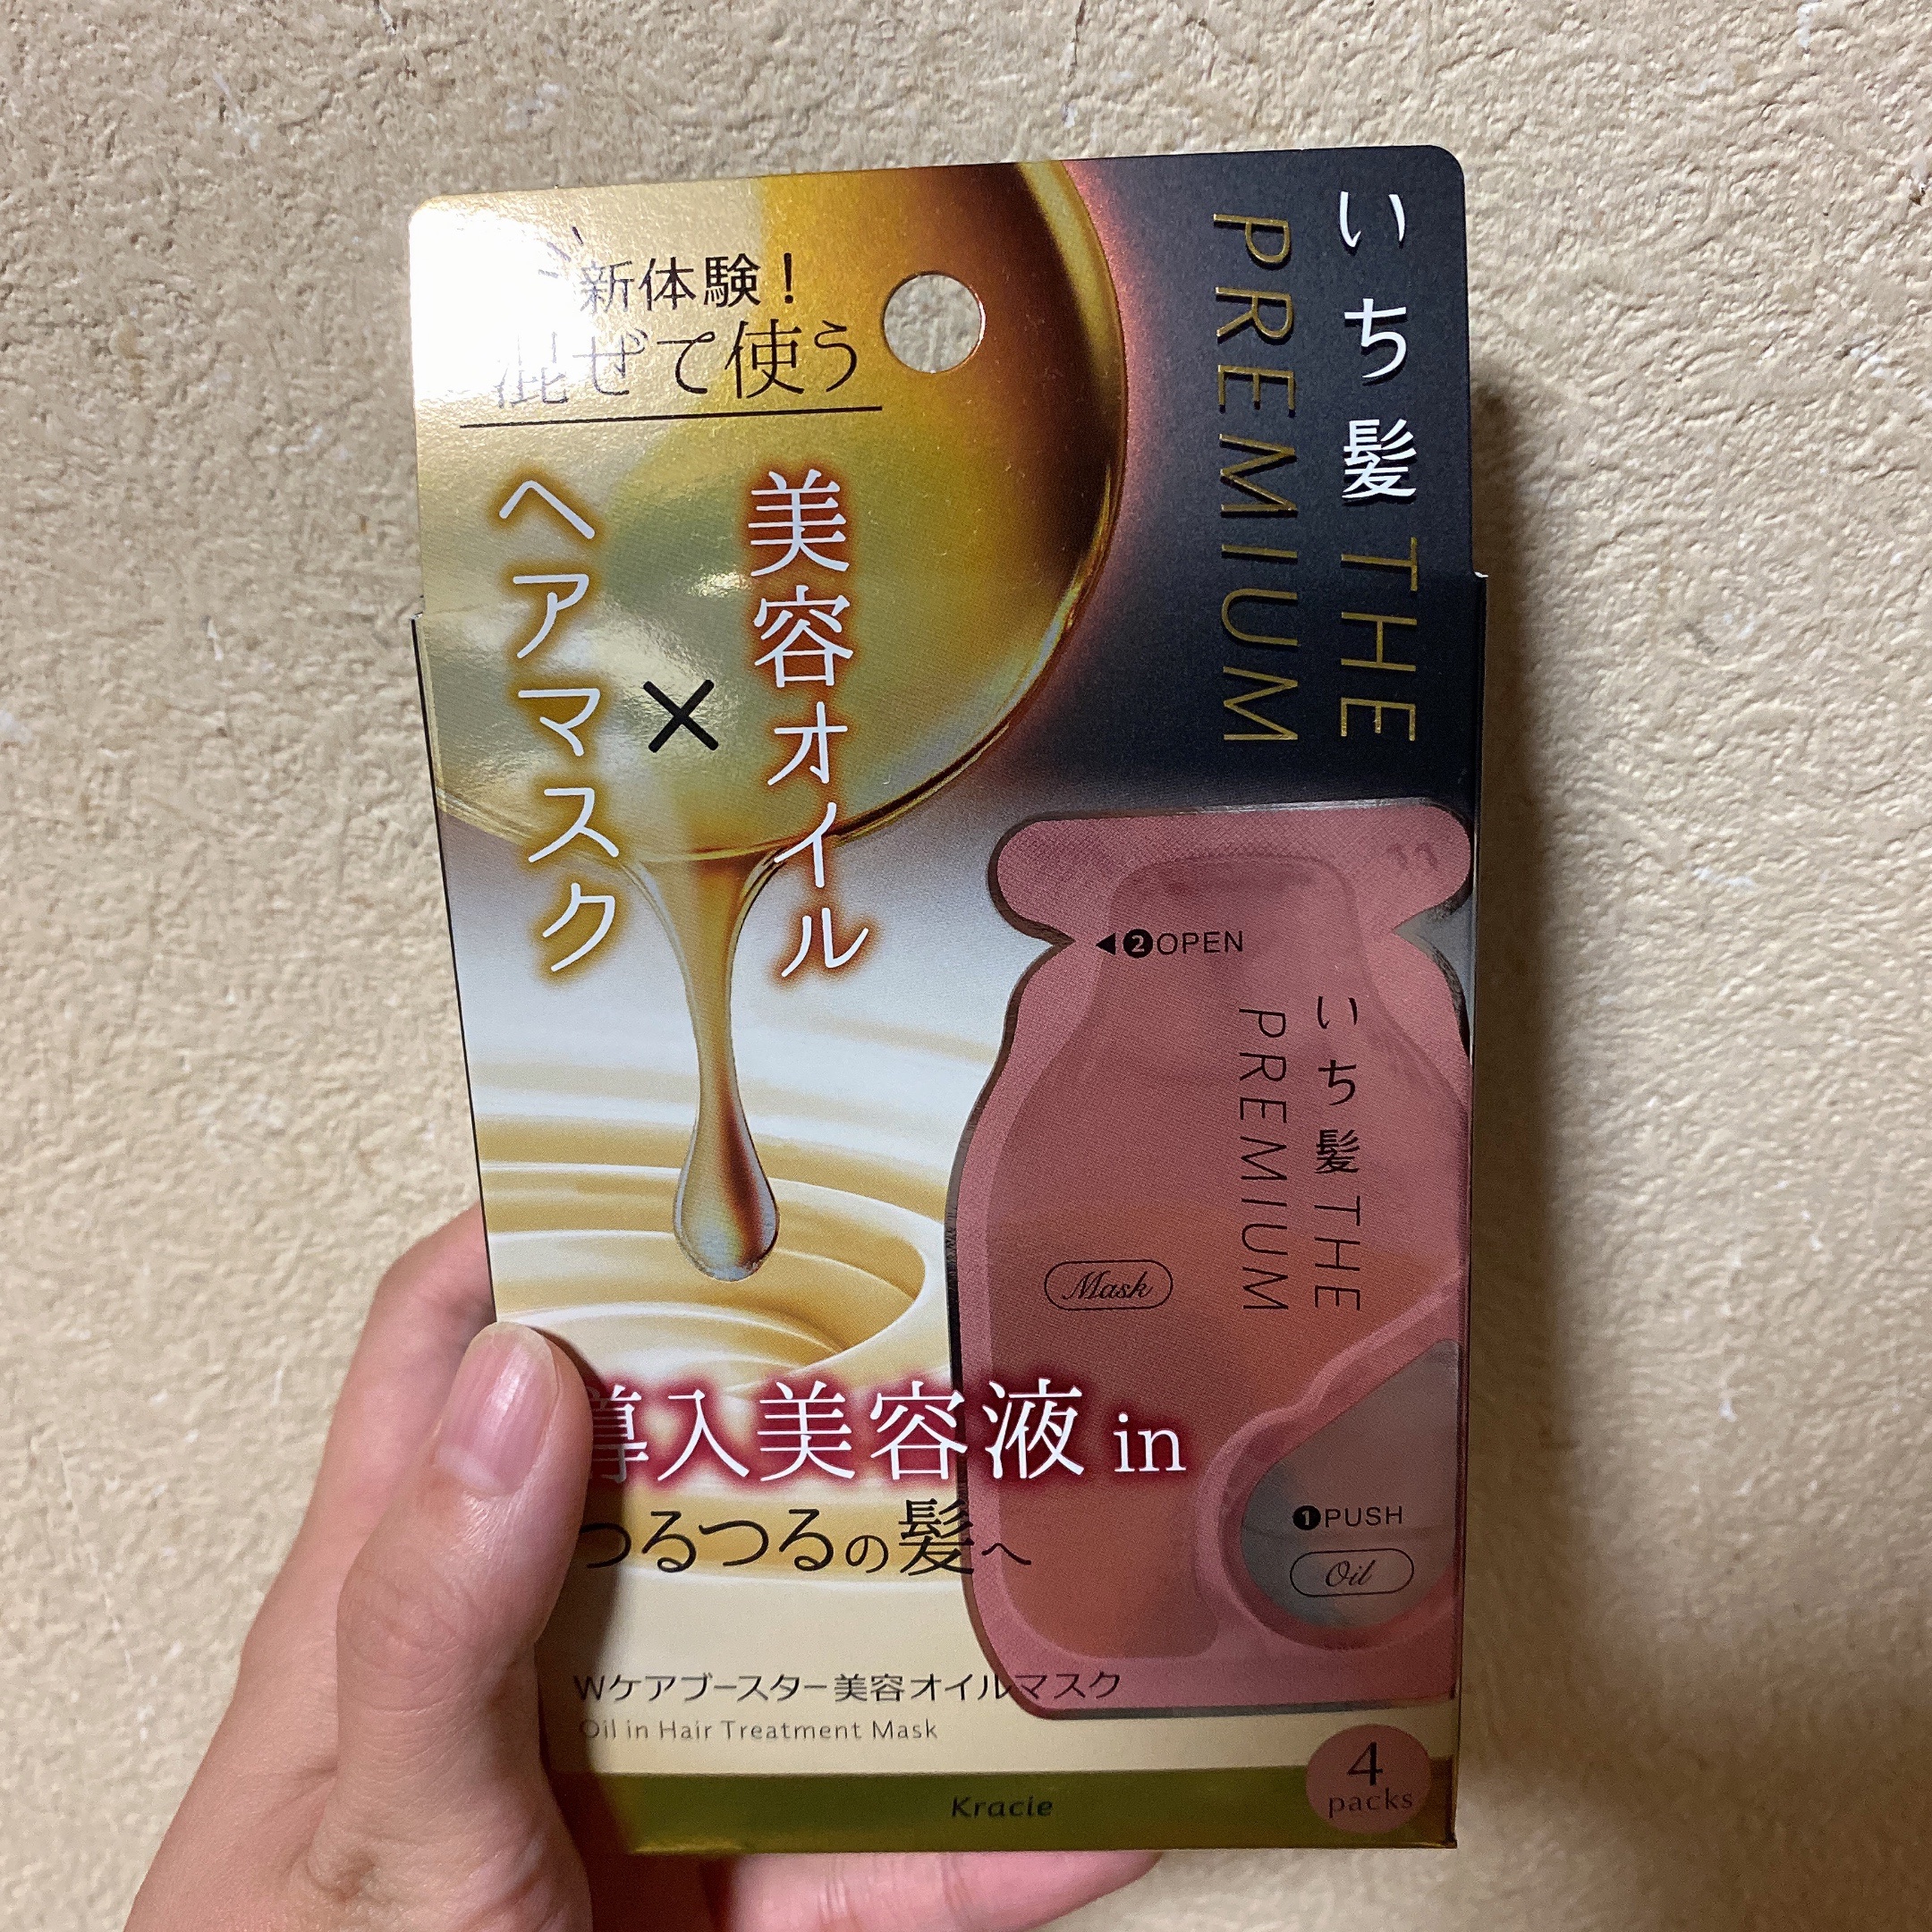 いち髪 THE
PREMIUM
新体験！
混ぜて使う
美容オイル
×
ヘアマスク
◀❷OPEN
いち髪 THE
PREMIUM
Mask
導入美容液 in
つるつるの髪へ
❶PUSH
Oil
Wケアブースター美容オイルマスク
Oil in Hair Treatment Mask
4
packs
Kracie